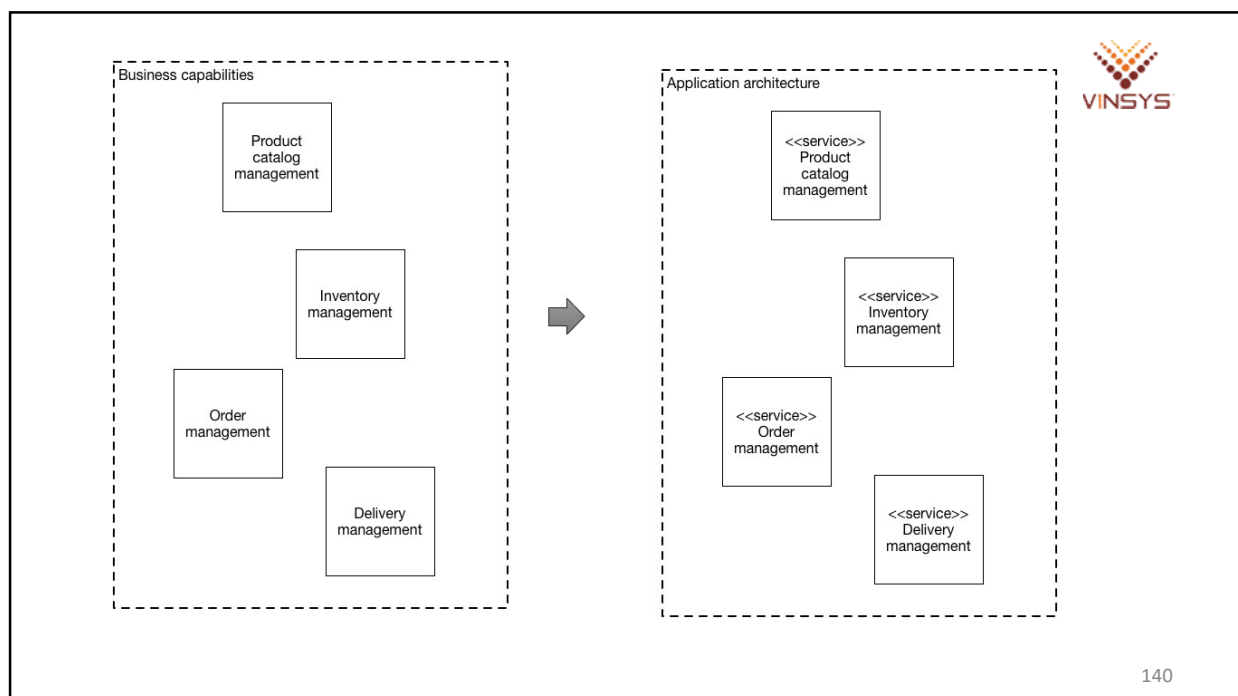 Business capabilities
Product
catalog
management
Inventory
management
Order
management
Delivery
management
Application architecture
<<service>>
Product
catalog
management
<<service>>
Inventory
management
<<service>>
Order
management
<<service>>
Delivery
management
VINSYS
140